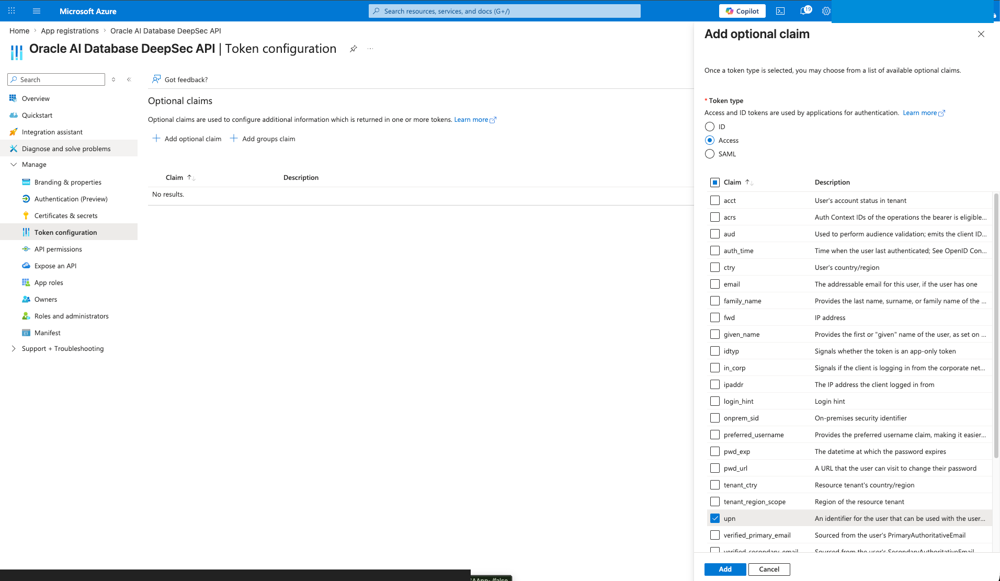 Microsoft Azure
Search resources, services, and docs (G+/)
Copilot
19
Home > App registrations > Oracle AI Database DeepSec API
Oracle AI Database DeepSec API | Token configuration
Search
Overview
Quickstart
Integration assistant
Diagnose and solve problems
Manage
Branding & properties
Authentication (Preview)
Certificates & secrets
Token configuration
API permissions
Expose an API
App roles
Owners
Roles and administrators
Manifest
Support + Troubleshooting
Got feedback?
Optional claims
Optional claims are used to configure additional information which is returned in one or more tokens. Learn more
Add optional claim
Add groups claim
Claim Description
No results.
Add optional claim
Once a token type is selected, you may choose from a list of available optional claims.
* Token type
Access and ID tokens are used by applications for authentication. Learn more
ID
Access
SAML
Claim Description
acct User's account status in tenant
acrs Auth Context IDs of the operations the bearer is eligible...
aud Used to perform audience validation; emits the client ID...
auth_time Time when the user last authenticated; See OpenID Con...
ctry User's country/region
email The addressable email for this user, if the user has one
family_name Provides the last name, surname, or family name of the ...
fwd IP address
given_name Provides the first or "given" name of the user, as set on ...
idtyp Signals whether the token is an app-only token
in_corp Signals if the client is logging in from the corporate net...
ipaddr The IP address the client logged in from
login_hint Login hint
onprem_sid On-premises security identifier
preferred_username Provides the preferred username claim, making it easier...
pwd_exp The datetime at which the password expires
pwd_url A URL that the user can visit to change their password
tenant_ctry Resource tenant's country/region
tenant_region_scope Region of the resource tenant
upn An identifier for the user that can be used with the user...
verified_primary_email Sourced from the user's PrimaryAuthoritativeEmail
verified_secondary_email Sourced from the user's SecondaryAuthoritativeEmail
Add
Cancel